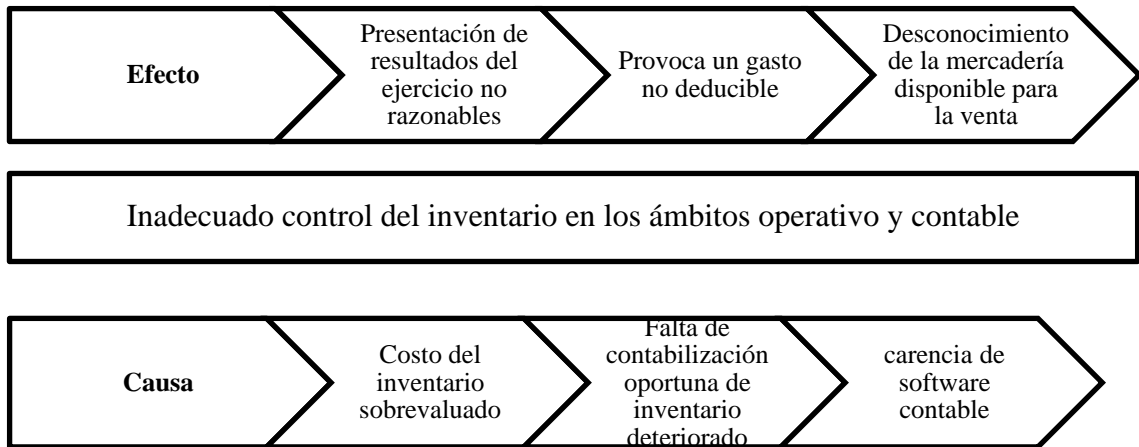 Efecto
Presentación de
resultados del
ejercicio no
razonables
Provoca un gasto
no deducible
Desconocimiento
de la mercadería
disponible para
la venta
Inadecuado control del inventario en los ámbitos operativo y contable
Causa
Costo del
inventario
sobrevaluado
Falta de
contabilización
oportuna de
inventario
deteriorado
carencia de
software
contable